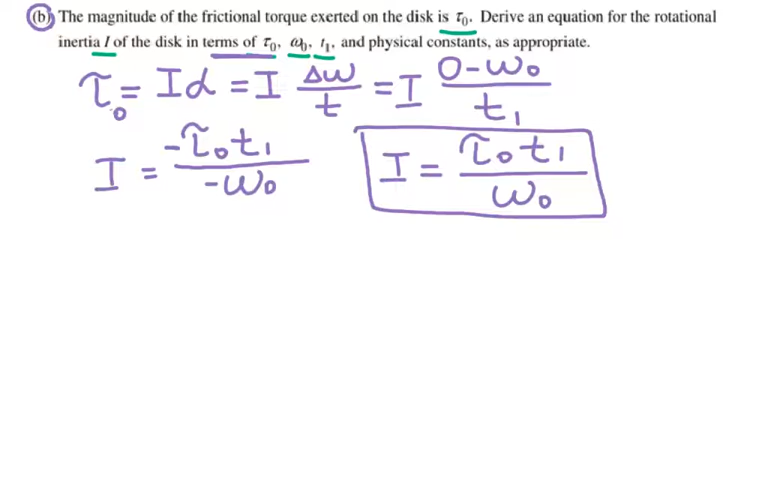 (b) The magnitude of the frictional torque exerted on the disk is τ₀. Derive an equation for the rotational
inertia I of the disk in terms of τ₀, ω₀, t₁, and physical constants, as appropriate.
τ₀ = Iα = I Δω/t = I (0-ω₀)/t₁
I = -τ₀t₁/-ω₀ I = τ₀t₁/ω₀